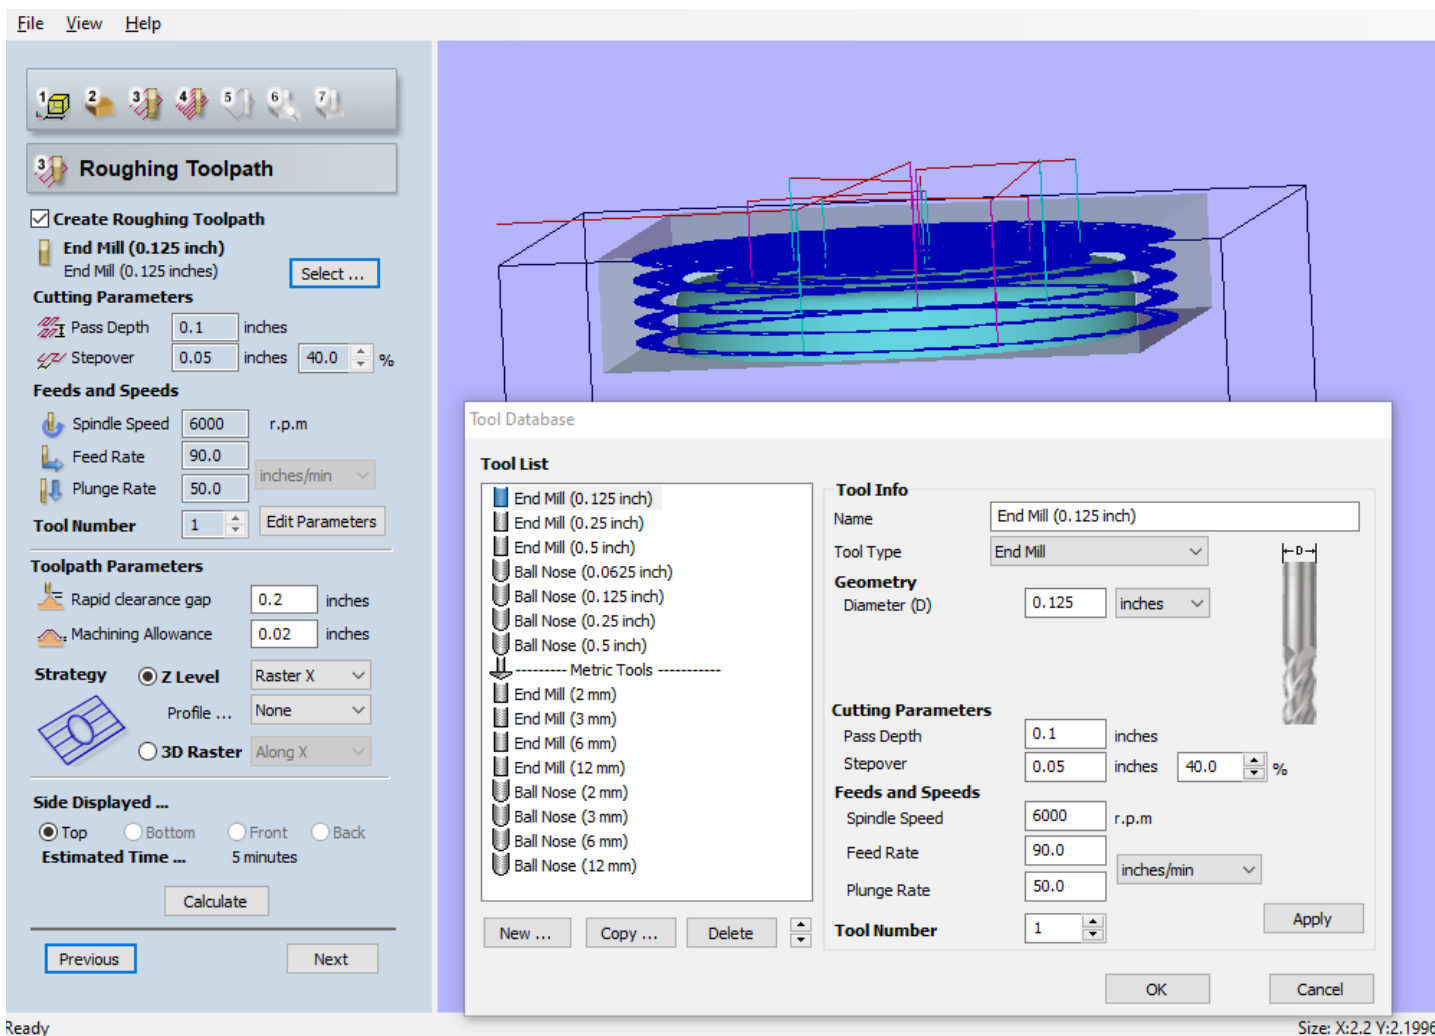 File View Help
1 2 3 4 5 6 7
3 Roughing Toolpath
Create Roughing Toolpath
End Mill (0.125 inch)
End Mill (0.125 inches)
Select ...
Cutting Parameters
Pass Depth 0.1 inches
Stepover 0.05 inches 40.0 %
Feeds and Speeds
Spindle Speed 6000 r.p.m
Feed Rate 90.0
inches/min
Plunge Rate 50.0
Tool Number 1 Edit Parameters
Toolpath Parameters
Rapid clearance gap 0.2 inches
Machining Allowance 0.02 inches
Strategy Z Level Raster X
Profile ... None
3D Raster Along X
Side Displayed ...
Top Bottom Front Back
Estimated Time ... 5 minutes
Calculate
Previous Next
Ready
Tool Database
Tool List
End Mill (0.125 inch)
End Mill (0.25 inch)
End Mill (0.5 inch)
Ball Nose (0.0625 inch)
Ball Nose (0.125 inch)
Ball Nose (0.25 inch)
Ball Nose (0.5 inch)
--------- Metric Tools -----------
End Mill (2 mm)
End Mill (3 mm)
End Mill (6 mm)
End Mill (12 mm)
Ball Nose (2 mm)
Ball Nose (3 mm)
Ball Nose (6 mm)
Ball Nose (12 mm)
New ... Copy ... Delete
Tool Info
Name End Mill (0.125 inch)
Tool Type End Mill
D
Geometry
Diameter (D) 0.125 inches
Cutting Parameters
Pass Depth 0.1 inches
Stepover 0.05 inches 40.0 %
Feeds and Speeds
Spindle Speed 6000 r.p.m
Feed Rate 90.0
inches/min
Plunge Rate 50.0
Tool Number 1
Apply
OK Cancel
Size: X:2.2 Y:2.1996